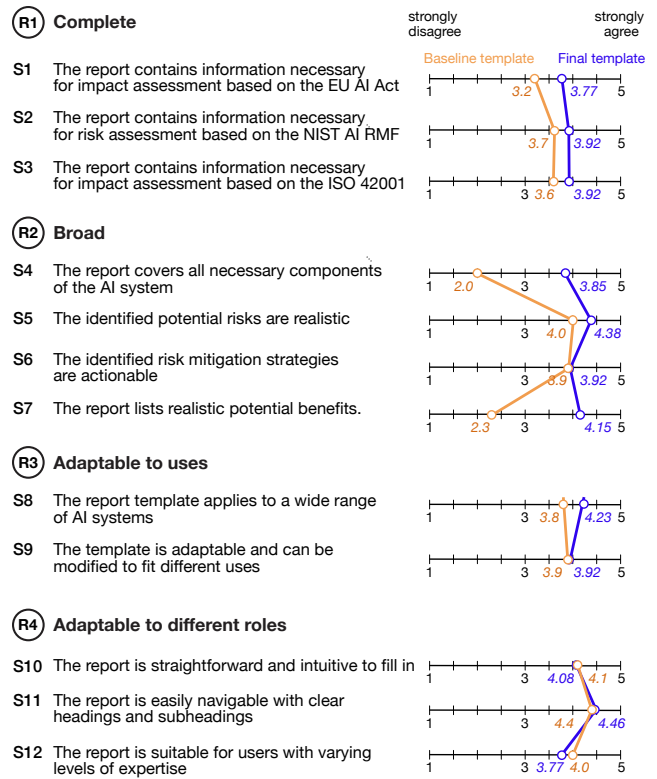 R1 Complete
strongly disagree
strongly agree
Baseline template Final template
S1 The report contains information necessary
for impact assessment based on the EU AI Act
1 3.2 3.77 5
S2 The report contains information necessary
for risk assessment based on the NIST AI RMF
1 3.7 3.92 5
S3 The report contains information necessary
for impact assessment based on the ISO 42001
1 3 3.6 3.92 5
R2 Broad
S4 The report covers all necessary components
of the AI system
1 2.0 3 3.85 5
S5 The identified potential risks are realistic
1 3 4.0 4.38
S6 The identified risk mitigation strategies
are actionable
1 3 3.9 3.92 5
S7 The report lists realistic potential benefits.
1 2.3 3 4.15 5
R3 Adaptable to uses
S8 The report template applies to a wide range
of AI systems
1 3 3.8 4.23 5
S9 The template is adaptable and can be
modified to fit different uses
1 3 3.9 3.92 5
R4 Adaptable to different roles
S10 The report is straightforward and intuitive to fill in
1 3 4.08 4.1 5
S11 The report is easily navigable with clear
headings and subheadings
1 3 4.4 4.46
S12 The report is suitable for users with varying
levels of expertise
1 3 3.77 4.0 5